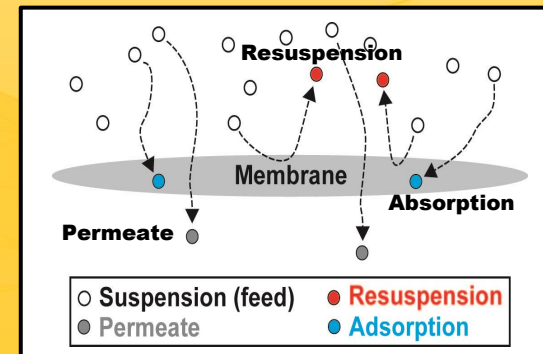 Resuspension
Membrane
Absorption
Permeate
Suspension (feed)
Resuspension
Permeate
Adsorption